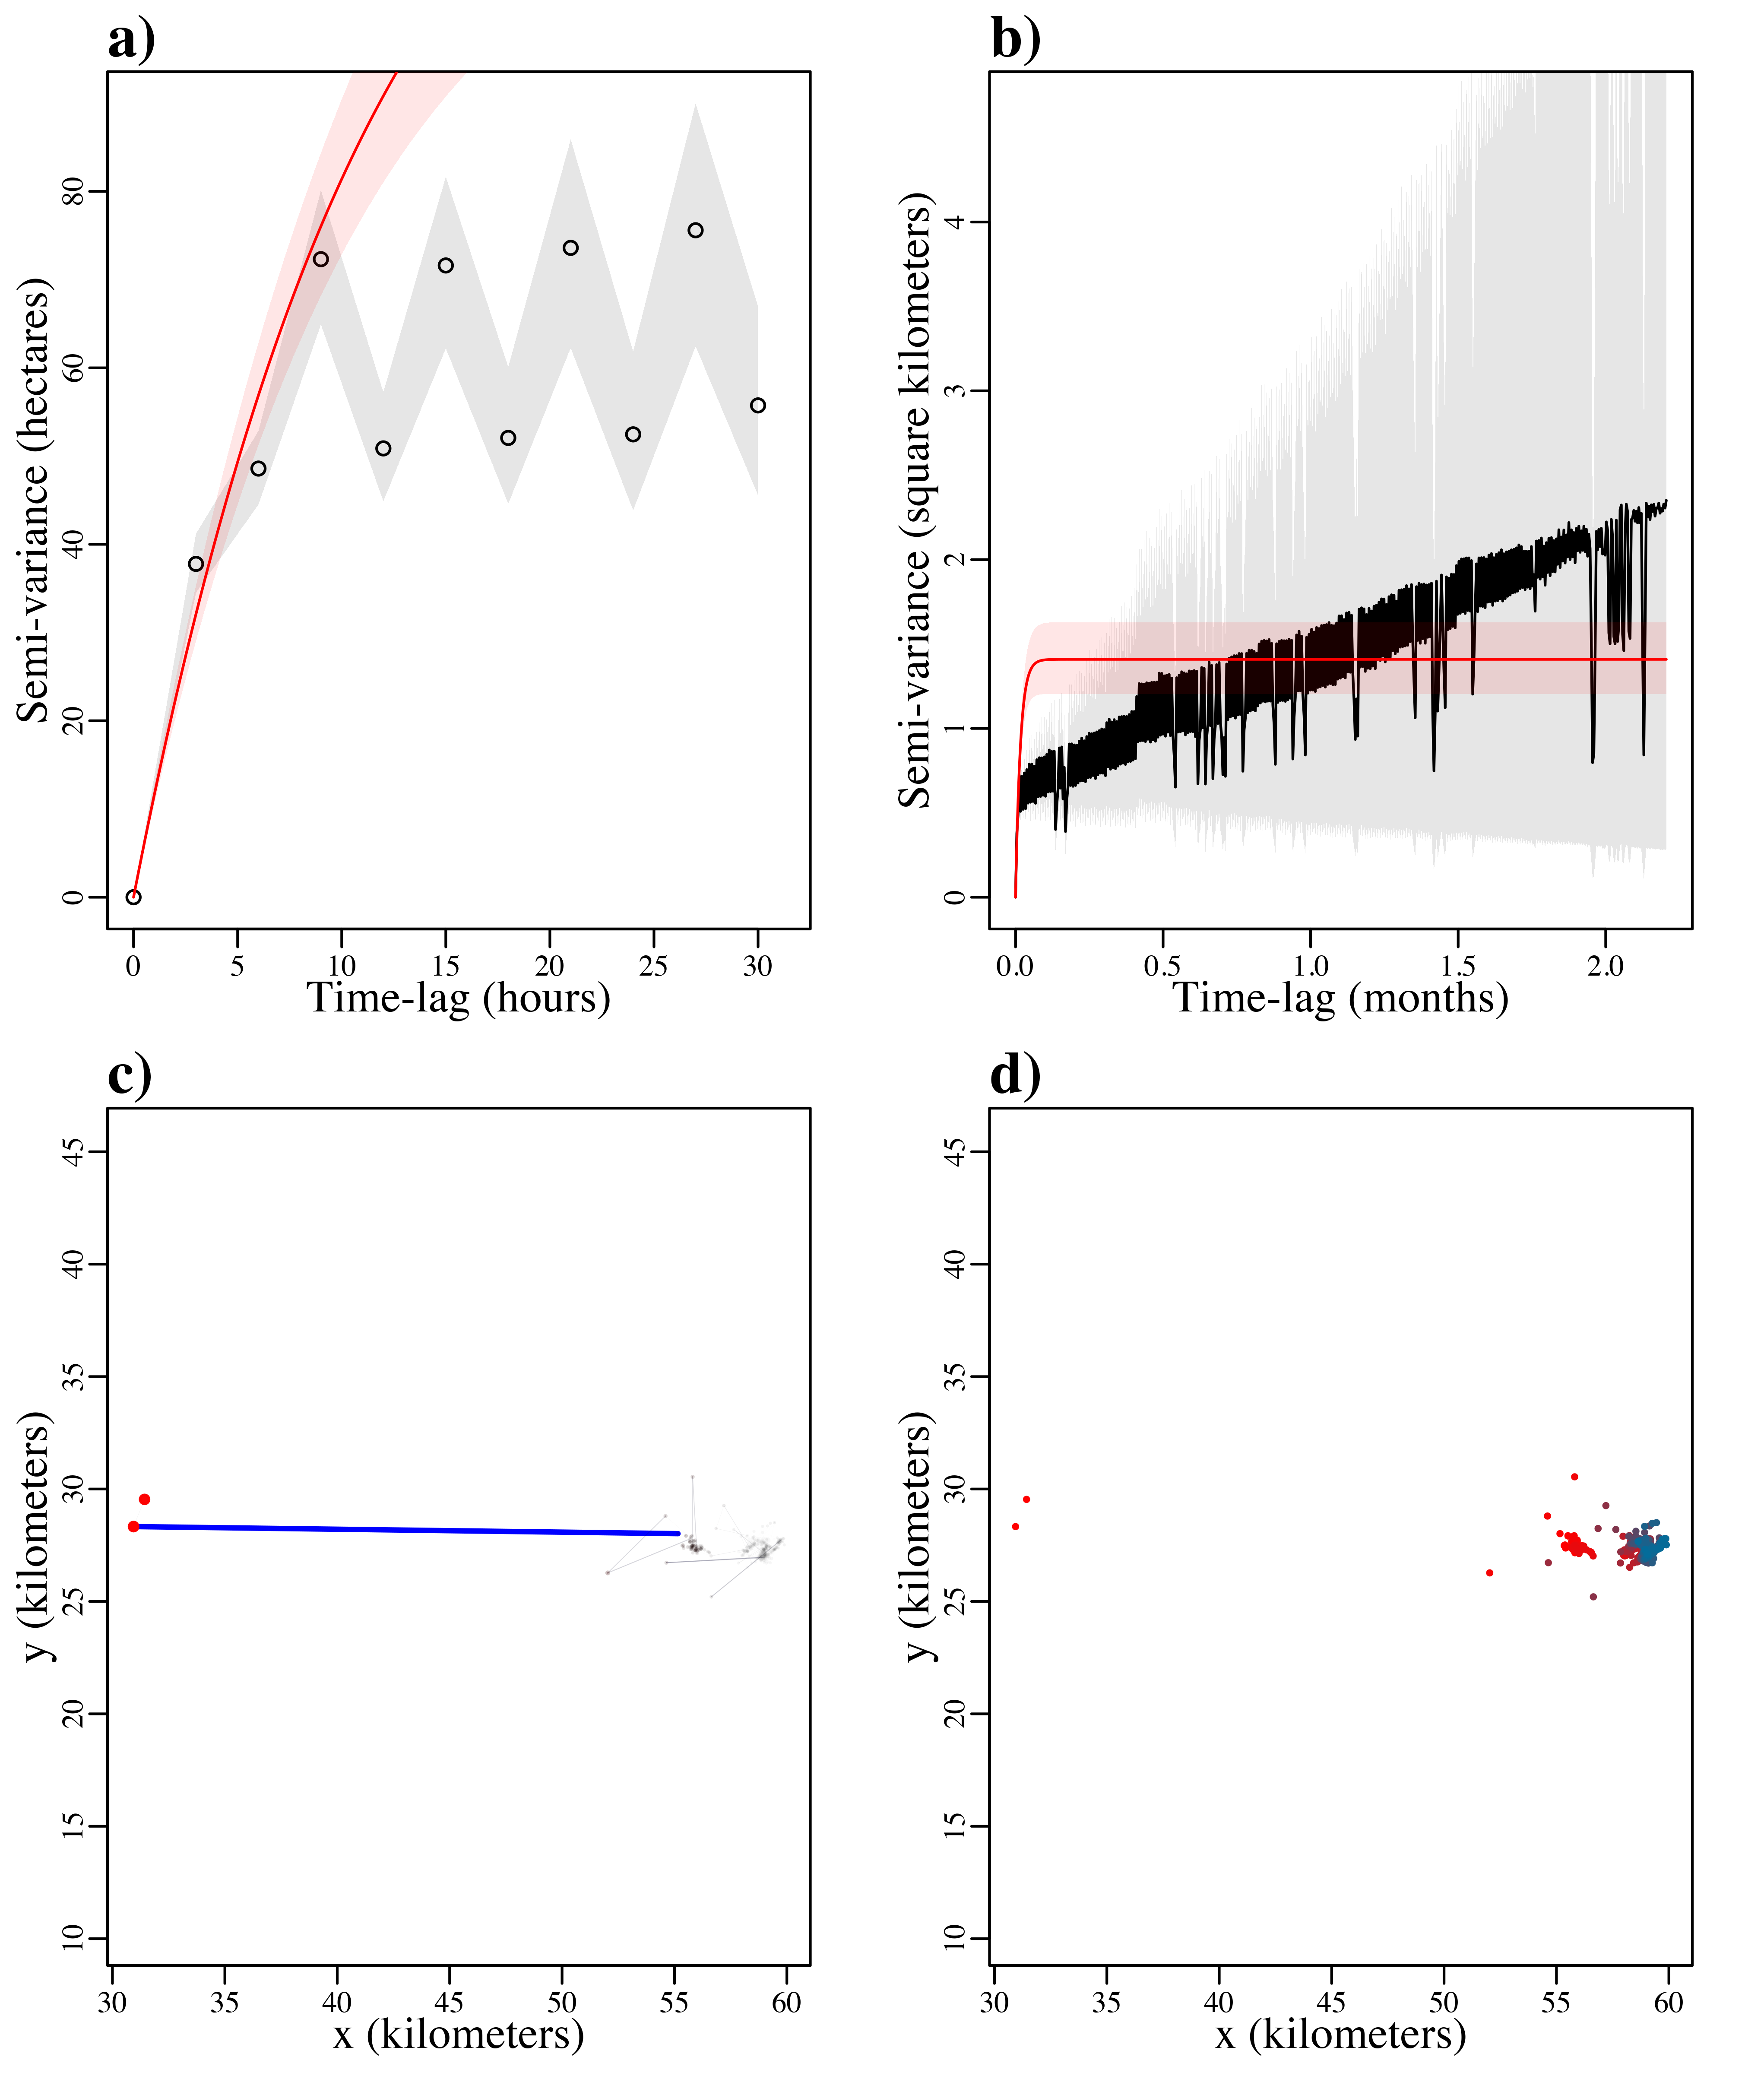 a)
Semi-variance (hectares)
80
60
40
20
0
0 5 10 15 20 25 30
Time-lag (hours)
b)
Semi-variance (square kilometers)
4
3
2
1
0
0.0 0.5 1.0 1.5 2.0
Time-lag (months)
c)
y (kilometers)
45
40
35
30
25
20
15
10
30 35 40 45 50 55 60
x (kilometers)
d)
y (kilometers)
45
40
35
30
25
20
15
10
30 35 40 45 50 55 60
x (kilometers)